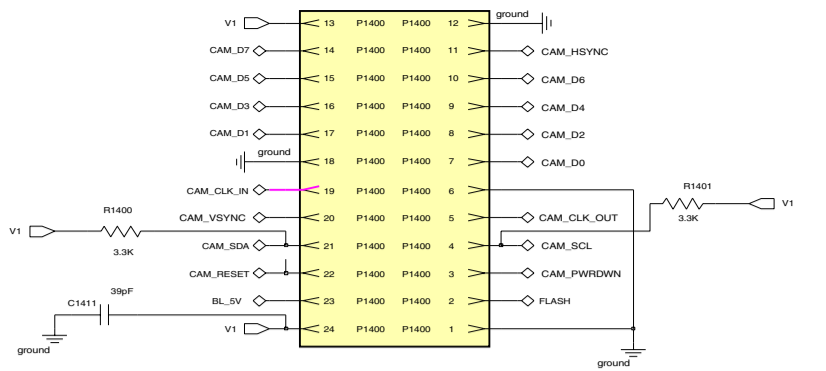 ground
V1 13 P1400 P1400 12
CAM_D7 14 P1400 P1400 11 CAM_HSYNC
CAM_D5 15 P1400 P1400 10 CAM_D6
CAM_D3 16 P1400 P1400 9 CAM_D4
CAM_D1 17 P1400 P1400 8 CAM_D2
ground 18 P1400 P1400 7 CAM_D0
CAM_CLK_IN 19 P1400 P1400 6
R1401
V1
3.3K
R1400
CAM_VSYNC 20 P1400 P1400 5 CAM_CLK_OUT
V1
3.3K
CAM_SDA 21 P1400 P1400 4 CAM_SCL
CAM_RESET 22 P1400 P1400 3 CAM_PWRDWN
39pF
C1411
BL_5V 23 P1400 P1400 2 FLASH
V1 24 P1400 P1400 1
ground
ground